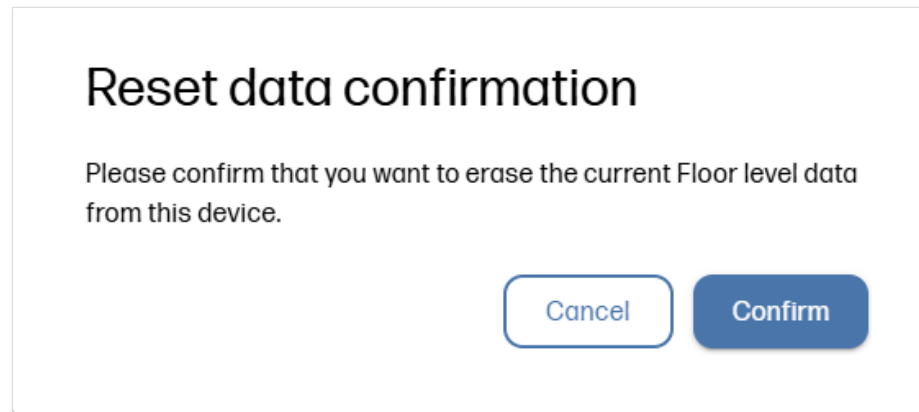 Reset data confirmation
Please confirm that you want to erase the current Floor level data
from this device.
Cancel
Confirm